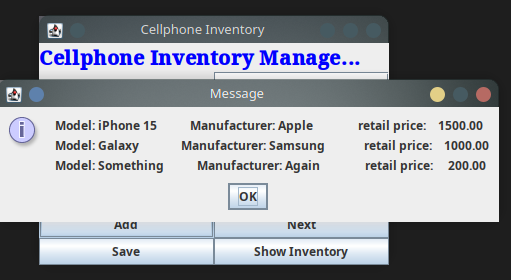 Cellphone Inventory
Cellphone Inventory Manage...
Message
Model: iPhone 15 Manufacturer: Apple retail price: 1500.00
Model: Galaxy Manufacturer: Samsung retail price: 1000.00
Model: Something Manufacturer: Again retail price: 200.00
OK
Add Next
Save Show Inventory